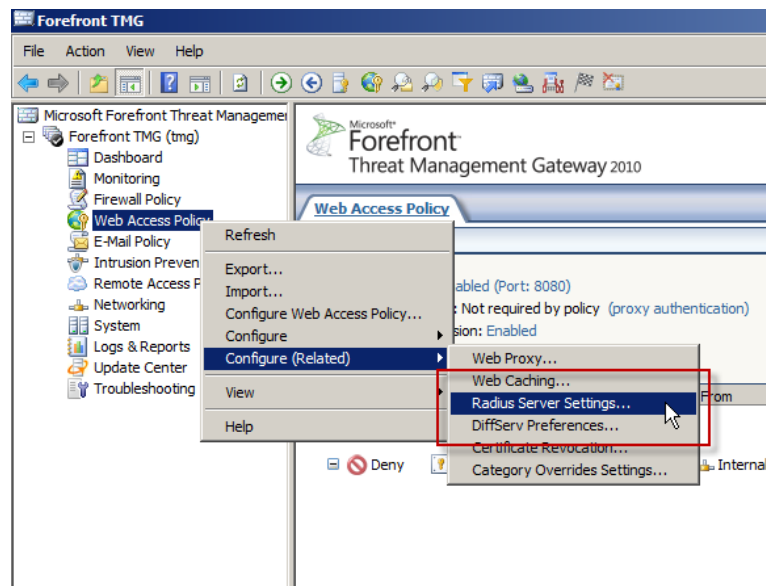 Forefront TMG
File Action View Help
Microsoft Forefront Threat Managemen
Forefront TMG (tmg)
Dashboard
Monitoring
Firewall Policy
Web Access Policy
E-Mail Policy
Intrusion Preven
Remote Access P
Networking
System
Logs & Reports
Update Center
Troubleshooting
Microsoft
Forefront
Threat Management Gateway 2010
Web Access Policy
abled (Port: 8080)
: Not required by policy (proxy authentication)
sion: Enabled
From
Deny
Internal
Refresh
Export...
Import...
Configure Web Access Policy...
Configure
Configure (Related)
View
Help
Web Proxy...
Web Caching...
Radius Server Settings...
DiffServ Preferences...
Certificate Revocation...
Category Overrides Settings...